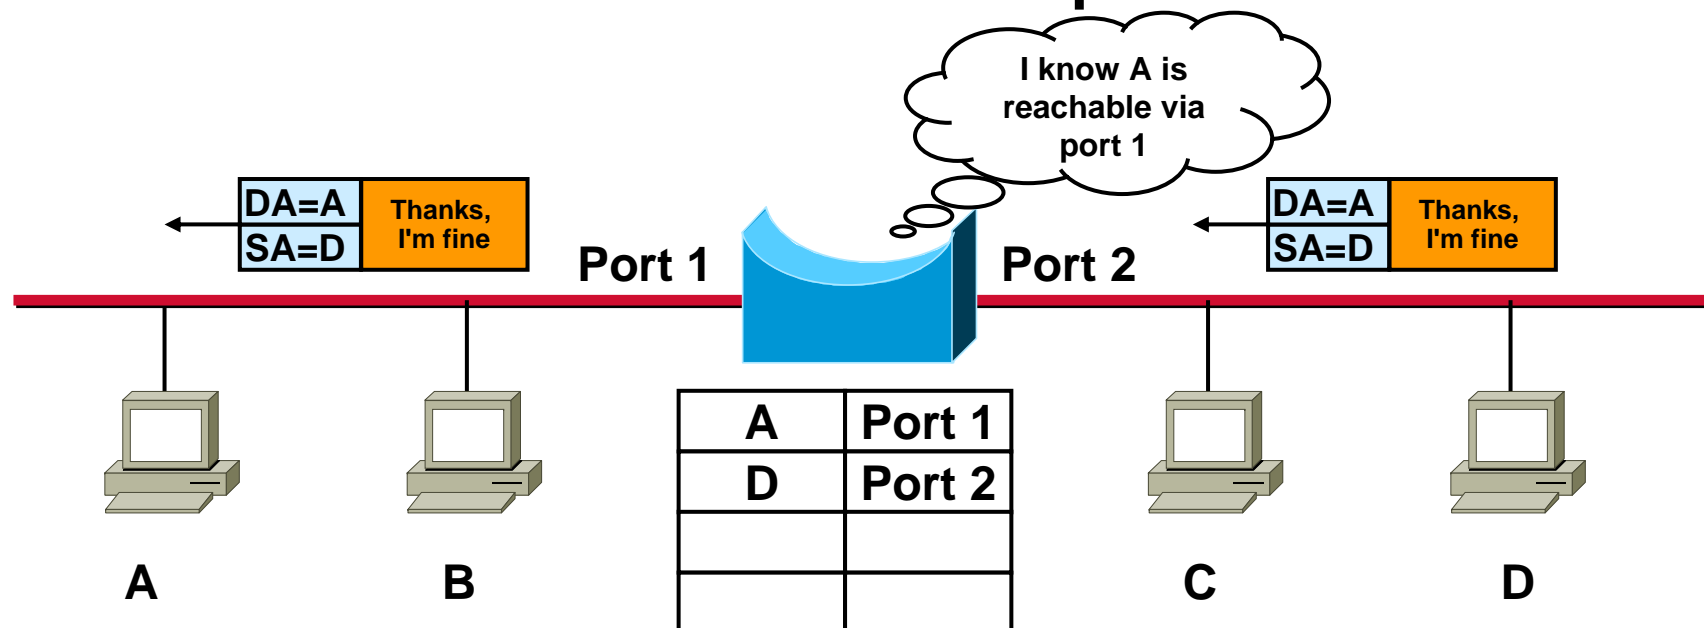 I know A is
reachable via
port 1
DA=A
SA=D
Thanks,
I'm fine
Port 1
Port 2
DA=A
SA=D
Thanks,
I'm fine
A Port 1
D Port 2
A
B
C
D